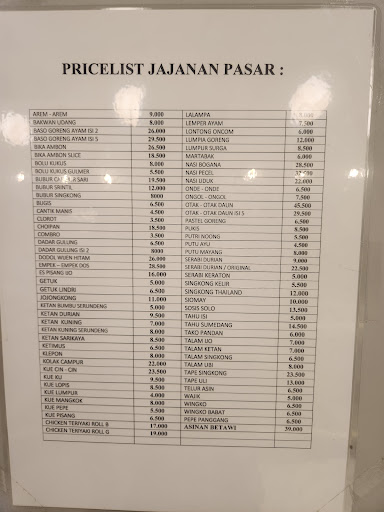 PRICELIST JAJANAN PASAR :
AREM - AREM 9.000 LALAMPA
BAKWAN UDANG 8.000 LEMPER AYAM 7.500
BASO GORENG AYAM ISI 2 26.000 LONTONG ONCOM 6.000
BASO GORENG AYAM ISI 5 29.500 LUMPIA GORENG 12.000
BIKA AMBON 26.500 LUMPUR SURGA 8.500
BIKA AMBON SLICE 18.500 MARTABAK 6.000
BOLU KUKUS 8.000 NASI BOGANA 28.500
BOLU KUKUS GULMER 5.500 NASI PECEL
BUBUR CAMPUR SARI 19.500 NASI UDUK 22.000
BUBUR SRINTIL 12.000 ONDE - ONDE 6.500
BUBUR SINGKONG 8000 ONGOL - ONGOL 7.500
BUGIS 6.500 OTAK - OTAK DAUN 45.500
CANTIK MANIS 4.500 OTAK - OTAK DAUN ISI 5 29.500
CLOROT 3.500 PASTEL GORENG 6.500
CHOIPAN 18.500 PUKIS 8.500
COMBRO 3.500 PUTRI NOONG 5.500
DADAR GULUNG 6.500 PUTU AYU 4.500
DADAR GULUNG ISI 2 8000 PUTU MAYANG 8.000
DODOL WUEN HITAM 26.000 SERABI DURIAN 9.000
EMPEK – EMPEK DOS 28.500 SERABI DURIAN / ORIGINAL 22.500
ES PISANG IJO 16.000 SERABI KERATON 5.000
GETUK 5.000 SINGKONG KELIR 5.500
GETUK LINDRI 6.500 SINGKONG THAILAND 12.000
JOJONGKONG 11.000 SIOMAY 10.000
KETAN BUMBU SERUNDENG 5.000 SOSIS SOLO 13.500
KETAN DURIAN 9.500 TAHU ISI 5.000
KETAN KUNING 7.000 TAHU SUMEDANG 14.500
KETAN KUNING SERUNDENG 8.000 TAKO PANDAN 6.000
KETAN SARIKAYA 8.500 TALAM IJO 7.500
KETIMUS 6.500 TALAM KETAN 7.000
KLEPON 8.000 TALAM SINGKONG 6.500
KOLAK CAMPUR 22.000 TALAM UBI 8.000
KUE CIN - CIN 23.500 TAPE SINGKONG 23.500
KUE KU 9.500 TAPE ULI 13.000
KUE LOPIS 8.500 TELUR ASIN 6.500
KUE LUMPUR 4.000 WAJIK 5.000
KUE MANGKOK 8.000 WINGKO 6.500
KUE PEPE 5.500 WINGKO BABAT 6.500
KUE PISANG 6.500 PEPE PANGGANG 6.500
CHICKEN TERIYAKI ROLL B 17.000 ASINAN BETAWI 39.000
CHICKEN TERIYAKI ROLL G 19.000